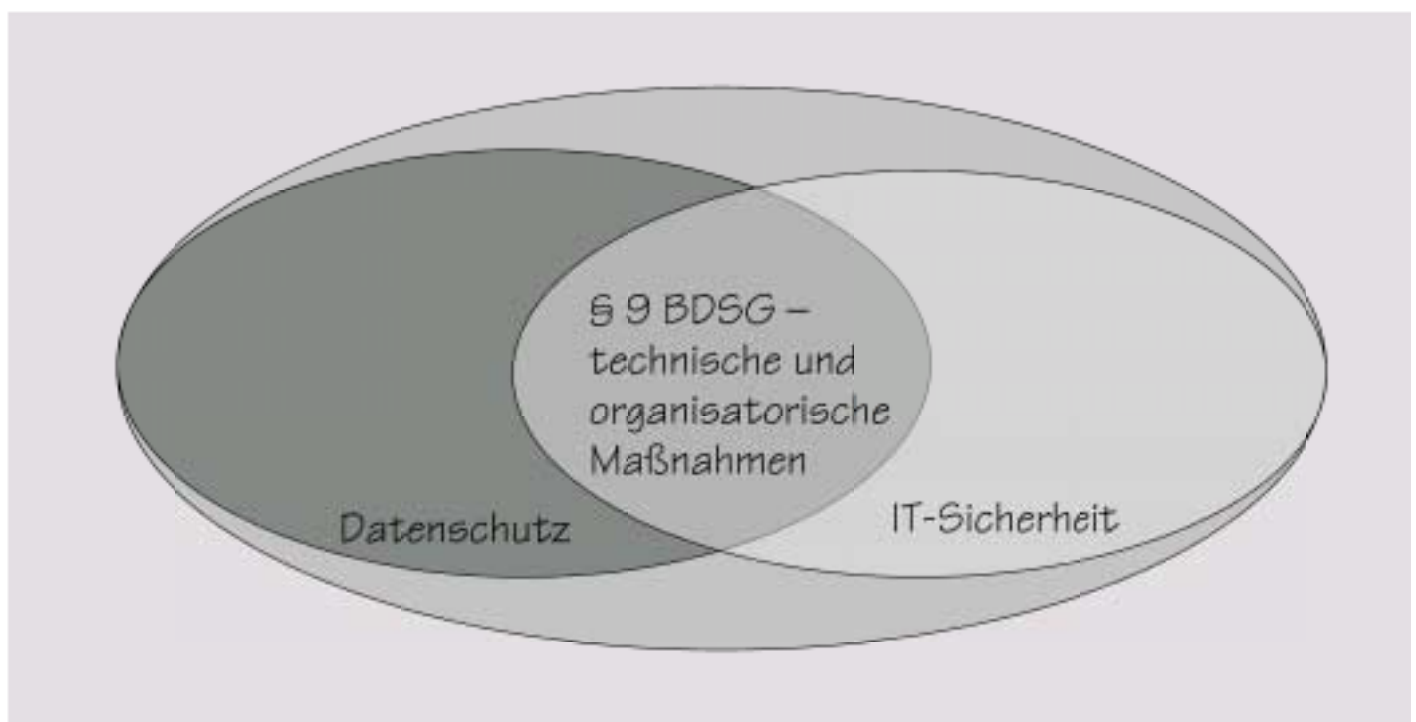 § 9 BDSG –
technische und
organisatorische
Maßnahmen
Datenschutz
IT-Sicherheit